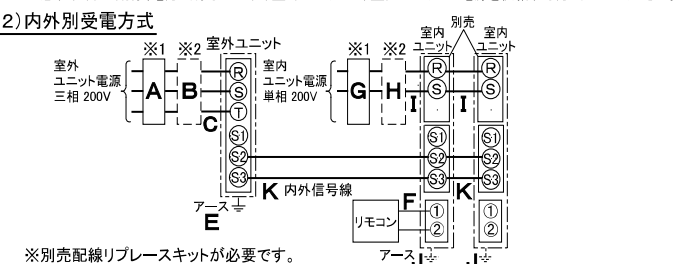 2)内外別受電方式
※1 ※2 室外ユニット
室外
ユニット電源
三相 200V
A B C
R
S
T
S1
S2
S3
アース
E
※1 ※2
室内
ユニット電源
単相 200V
G H I I
別売
室内
ユニット
室内
ユニット
R R
S S
S1 S1
S2 S2
S3 S3
K 内外信号線
K
F
リモコン
① ①
② ②
アース
J J
※別売配線リプレースキットが必要です。